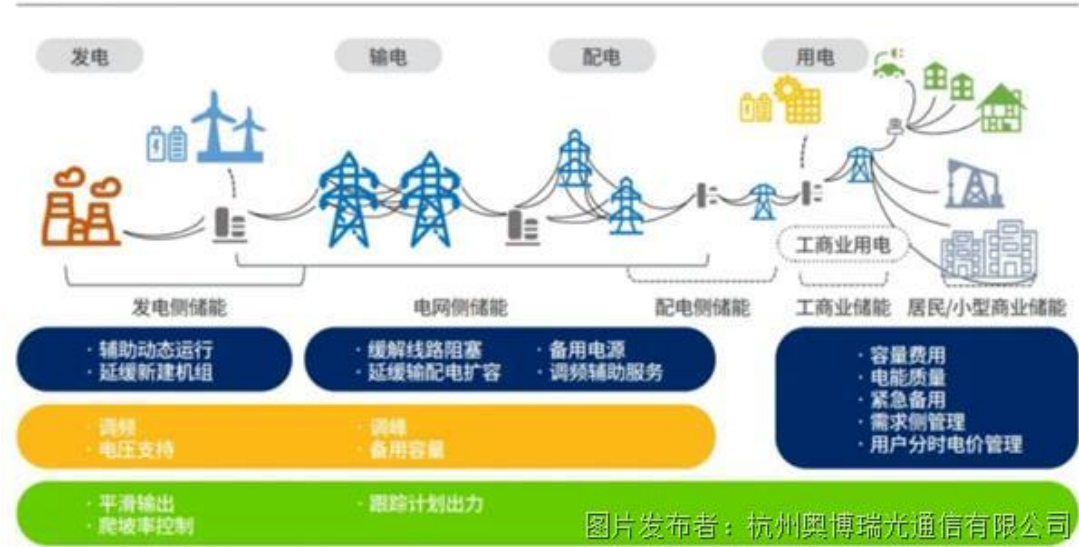 发电
输电
配电
用电
工商业用电
发电侧储能
电网侧储能
配电侧储能
工商业储能
居民/小型商业储能
· 辅助动态运行
· 延缓新建机组
· 缓解线路阻塞
· 延缓输配电扩容
· 备用电源
· 调频辅助服务
· 容量费用
· 电能质量
· 紧急备用
· 需求侧管理
· 用户分时电价管理
· 调频
· 电压支持
· 调峰
· 备用容量
· 平滑输出
· 爬坡率控制
· 跟踪计划出力
图片发布者：杭州奥博瑞光通信有限公司